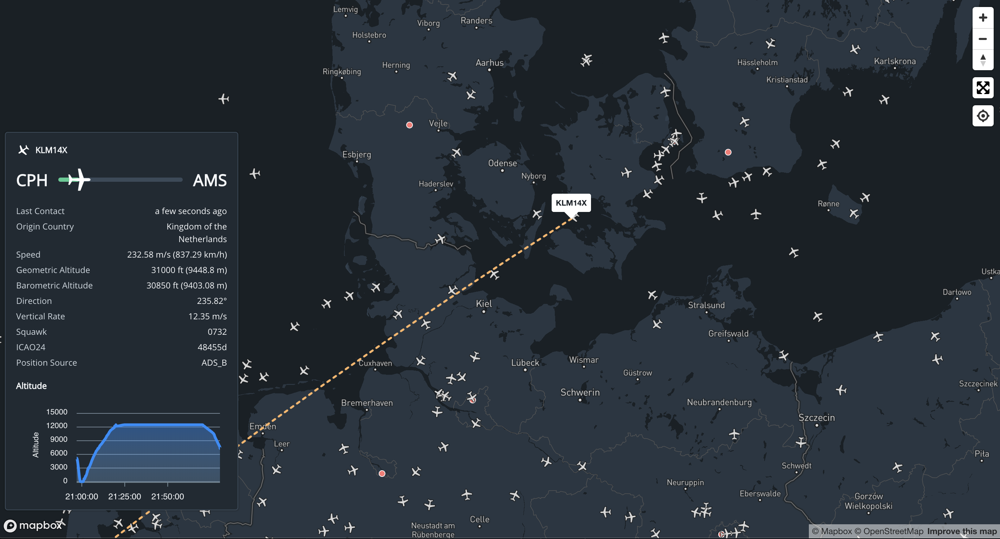 Lemvig
Viborg
Randers
Holstebro
Herning
Aarhus
Ringkøbing
Hässleholm
Karlskrona
Kristianstad
Vejle
Esbjerg
Odense
Nyborg
Haderslev
Rønne
KLM14X
KLM14X
CPH
AMS
Last Contact a few seconds ago
Origin Country Kingdom of the
Netherlands
Speed 232.58 m/s (837.29 km/h)
Geometric Altitude 31000 ft (9448.8 m)
Barometric Altitude 30850 ft (9403.08 m)
Direction 235.82°
Vertical Rate 12.35 m/s
Squawk 0732
ICAO24 48455d
Position Source ADS_B
Altitude
Altitude
15000
12000
9000
6000
3000
0
21:00:00 21:25:00 21:50:00
Ustka
Darłowo
Kiel
Stralsund
Greifswald
Cuxhaven
Lübeck
Wismar
Güstrow
Szczecinek
Schwerin
Bremerhaven
Neubrandenburg
Szczecin
Emden
Leer
Piła
Schwedt
Neuruppin
Eberswalde
Gorzów
Wielkopolski
Celle
Neustadt am
Rübenberge
mapbox
© Mapbox © OpenStreetMap Improve this map